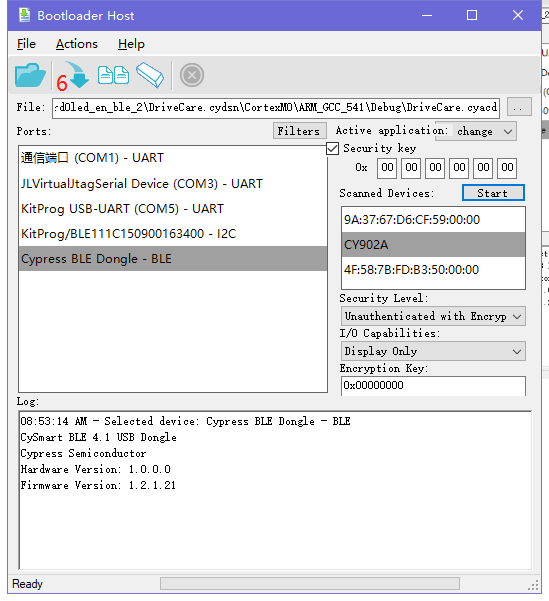 Bootloader Host
File Actions Help
6
File: rdOled_en_ble_2\DriveCare.cydsn\CortexM0\ARM_GCC_541\Debug\DriveCare.cyacd ..
Ports: Filters
通信端口 (COM1) - UART
JLVirtualJtagSerial Device (COM3) - UART
KitProg USB-UART (COM5) - UART
KitProg/BLE111C150900163400 - I2C
Cypress BLE Dongle - BLE
Active application: change
Security key
0x 00 00 00 00 00 00
Scanned Devices: Start
9A:37:67:D6:CF:59:00:00
CY902A
4F:58:7B:FD:B3:50:00:00
Security Level:
Unauthenticated with Encryp
I/O Capabilities:
Display Only
Encryption Key:
0x00000000
Log:
08:53:14 AM - Selected device: Cypress BLE Dongle - BLE
CySmart BLE 4.1 USB Dongle
Cypress Semiconductor
Hardware Version: 1.0.0.0
Firmware Version: 1.2.1.21
Ready